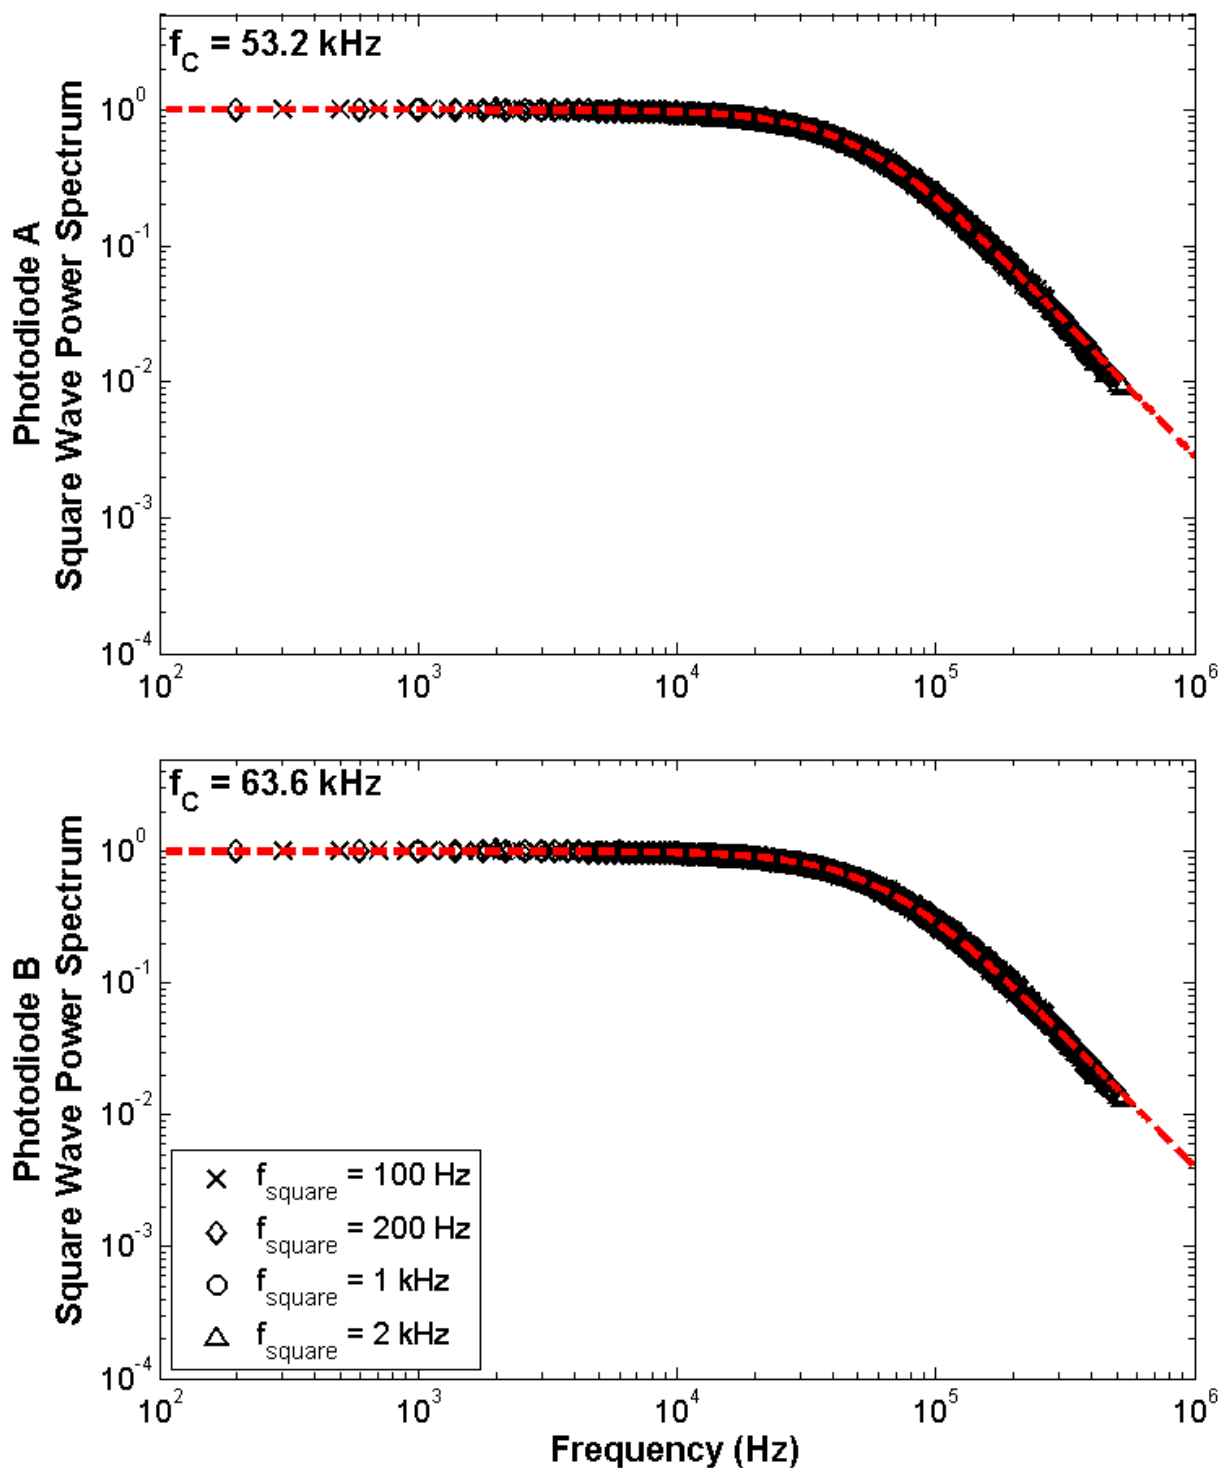 f_C = 53.2 kHz
Photodiode A
Square Wave Power Spectrum
10^0
10^-1
10^-2
10^-3
10^-4
10^2
10^3
10^4
10^5
10^6
f_C = 63.6 kHz
Photodiode B
Square Wave Power Spectrum
10^0
10^-1
10^-2
10^-3
10^-4
f_square = 100 Hz
f_square = 200 Hz
f_square = 1 kHz
f_square = 2 kHz
10^2
10^3
10^4
10^5
10^6
Frequency (Hz)